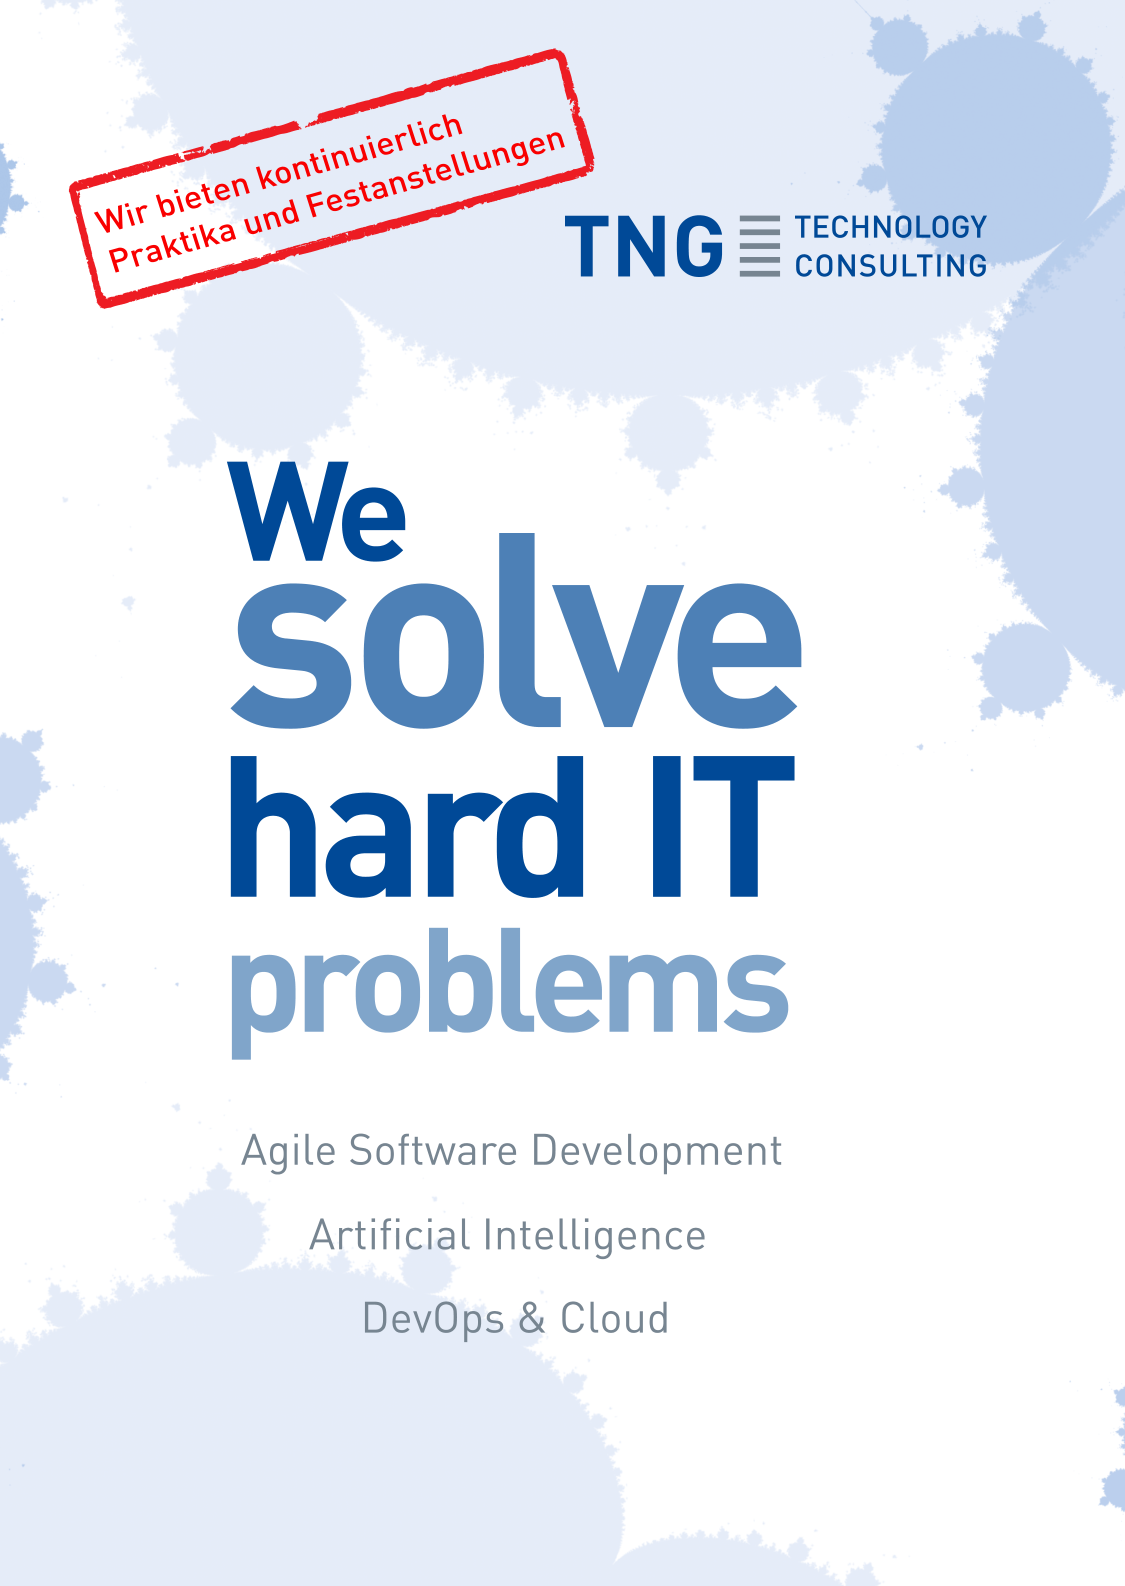 Wir bieten kontinuierlich
Praktika und Festanstellungen
TNG TECHNOLOGY
CONSULTING
We
solve
hard IT
problems
Agile Software Development
Artificial Intelligence
DevOps & Cloud